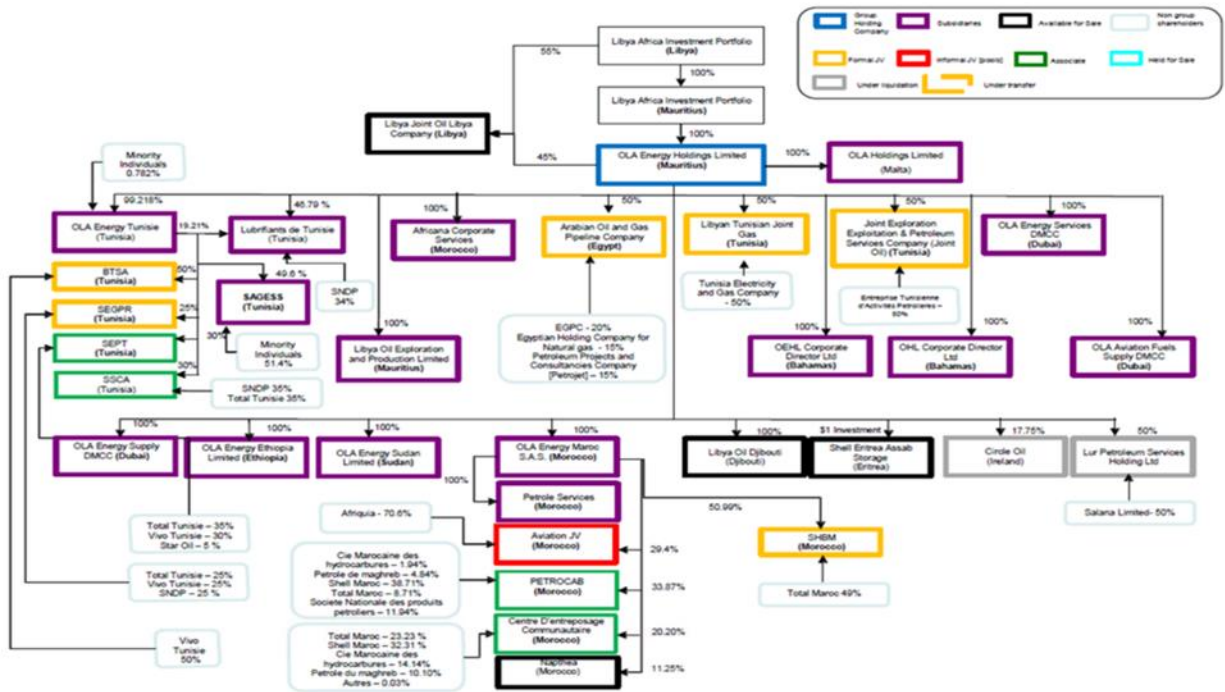 Group
Holding
Company
Subsidiaries
Available for Sale
Non group
shareholders
Formal JV
Informal JV [pools]
Associate
Held for Sale
Under liquidation
Under transfer
Libya Africa Investment Portfolio
(Libya)
55%
100%
Libya Africa Investment Portfolio
(Mauritius)
Libya Joint Oil Libya
Company (Libya)
100%
45%
OLA Energy Holdings Limited
(Mauritius)
100%
OLA Holdings Limited
(Malta)
Minority
Individuals
0.782%
99.218%
46.79 %
100%
50%
50%
50%
100%
OLA Energy Tunisie
(Tunisia)
19.21%
Lubrifiants de Tunisie
(Tunisia)
Africana Corporate
Services
(Morocco)
Arabian Oil and Gas
Pipeline Company
(Egypt)
Libyan Tunisian Joint
Gas
(Tunisia)
Joint Exploration
Exploitation & Petroleum
Services Company (Joint
Oil) (Tunisia)
OLA Energy Services
DMCC
(Dubai)
BTSA
(Tunisia)
50%
49.6 %
SAGESS
(Tunisia)
SNDP
34%
Tunisia Electricity
and Gas Company
- 50%
Entreprise Tunisienne
d'Activités Petrolaires –
50%
SEGPR
(Tunisia)
25%
SEPT
(Tunisia)
30%
Minority
Individuals
51.4%
100%
Libya Oil Exploration
and Production Limited
(Mauritius)
EGPC - 20%
Egyptian Holding Company for
Natural gas - 15%
Petroleum Projects and
Consultancies Company
[Petrojet] – 15%
100%
OEHL Corporate
Director Ltd
(Bahamas)
100%
OHL Corporate Director
Ltd
(Bahamas)
100%
OLA Aviation Fuels
Supply DMCC
(Dubai)
SSCA
(Tunisia)
30%
SNDP 35%
Total Tunisie 35%
100%
100%
100%
100%
100%
$1 Investment
17.75%
50%
OLA Energy Supply
DMCC (Dubai)
OLA Energy Ethiopia
Limited (Ethiopia)
OLA Energy Sudan
Limited (Sudan)
OLA Energy Maroc
S.A.S. (Morocco)
Libya Oil Djibouti
(Djibouti)
Shell Eritrea Assab
Storage
(Eritrea)
Circle Oil
(Ireland)
Lur Petroleum Services
Holding Ltd
100%
Petrole Services
(Morocco)
50.99%
Salana Limited- 50%
Total Tunisie – 35%
Vivo Tunisie – 30%
Star Oil – 5 %
Afriquia - 70.6%
Aviation JV
(Morocco)
29.4%
SHBM
(Morocco)
Total Tunisie – 25%
Vivo Tunisie – 25%
SNDP – 25 %
Cie Marocaine des
hydrocarbures – 1.94%
Petrole de maghreb – 4.84%
Shell Maroc – 38.71%
Total Maroc – 8.71%
Societe Nationale des produits
petroliers – 11.94%
PETROCAB
(Morocco)
33.87%
Total Maroc 49%
Vivo
Tunisie
50%
Total Maroc – 23.23 %
Shell Maroc – 32.31 %
Cie Marocaine des
hydrocarbures – 14.14%
Petrole du maghreb – 10.10%
Autres – 0.03%
Centre D'entreposage
Communautaire
(Morocco)
20.20%
Napthea
(Morocco)
11.25%